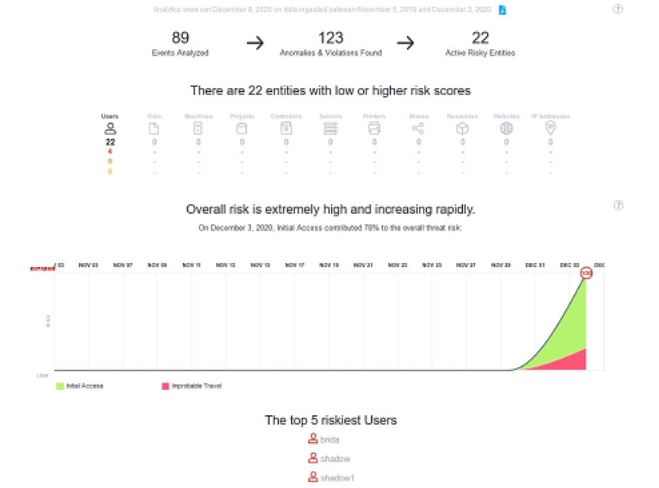 Analytics were run December 8, 2020 on data ingested between November 5, 2019 and December 3, 2020
89 123 22
Events Analyzed Anomalies & Violations Found Active Risky Entities
There are 22 entities with low or higher risk scores
Users Files Machines Projects Controllers Servers Printers Shares Resources Websites IP Addresses
22 0 0 0 0 0 0 0 0 0 0
4 - - - - - - - - - -
0 - - - - - - - - - -
0 - - - - - - - - - -
Overall risk is extremely high and increasing rapidly.
On December 3, 2020, Initial Access contributed 78% to the overall threat risk:
NOV 05 NOV 07 NOV 09 NOV 11 NOV 13 NOV 15 NOV 17 NOV 19 NOV 21 NOV 23 NOV 25 NOV 27 NOV 29 DEC 01 DEC 03 DEC
EXTREME
100
RISK
LOW
Initial Access Improbable Travel
The top 5 riskiest Users
shadow
shadow1